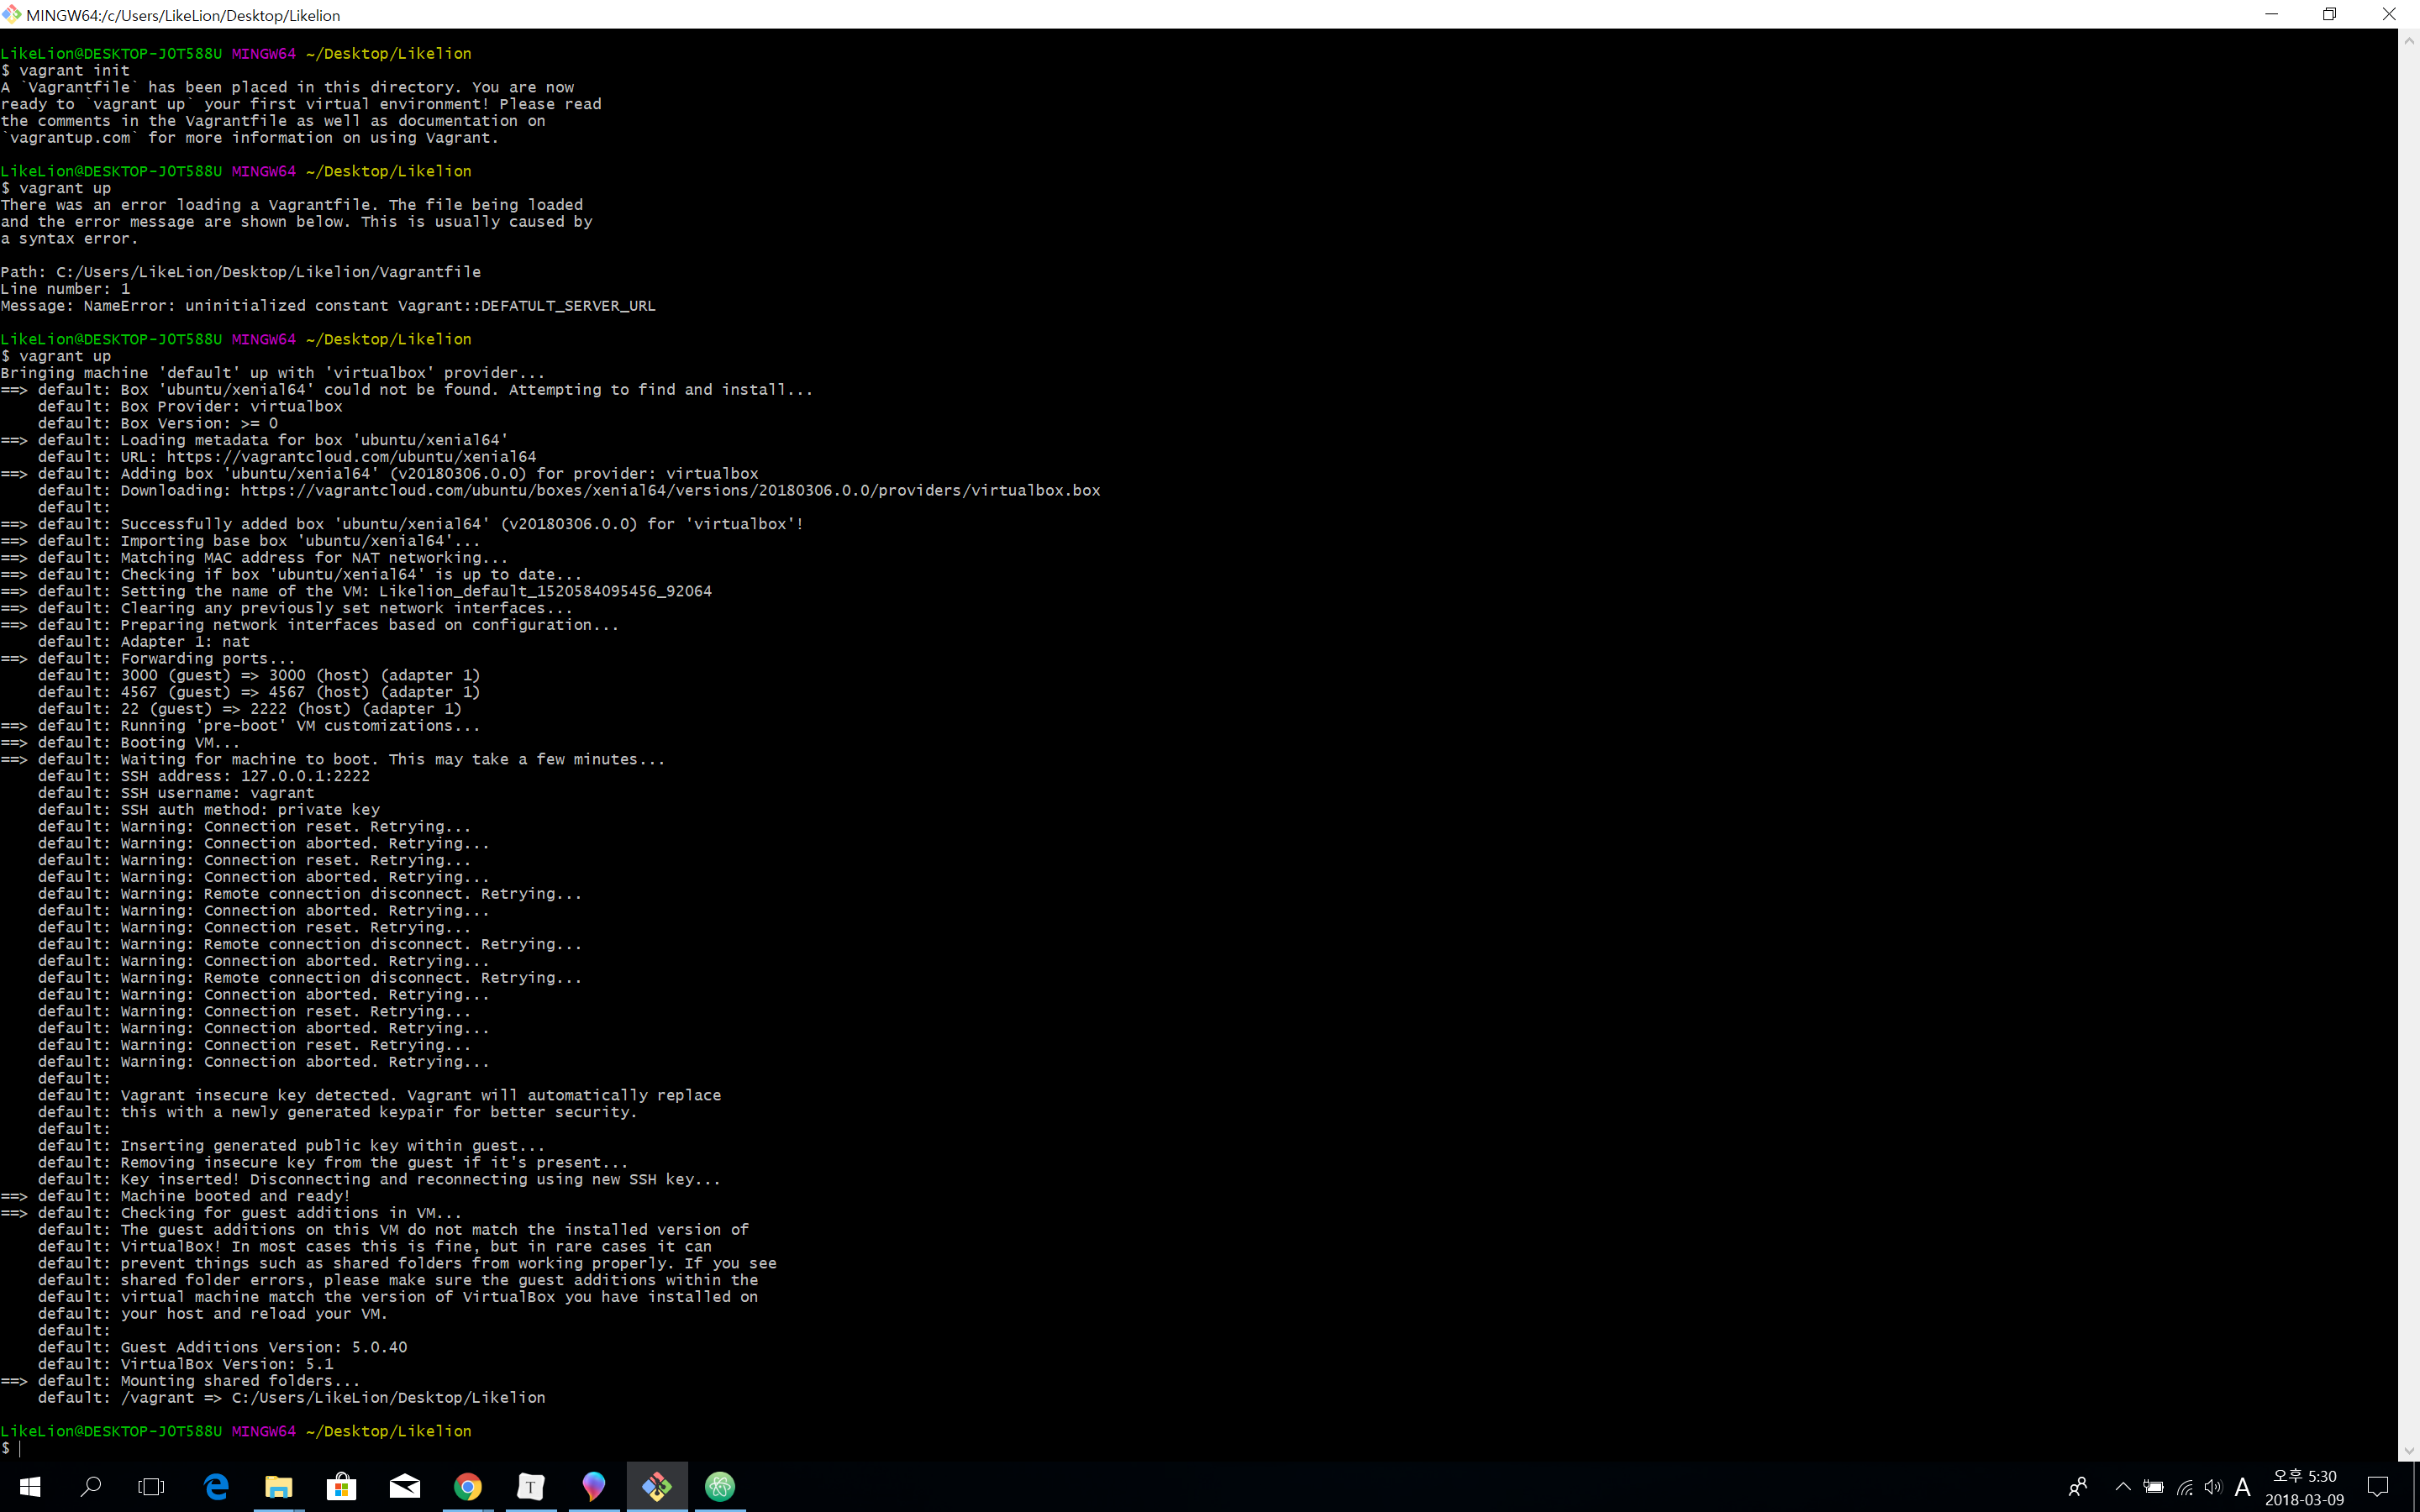 MINGW64:/c/Users/LikeLion/Desktop/Likelion
LikeLion@DESKTOP-JOT588U MINGW64 ~/Desktop/Likelion
$ vagrant init
A `Vagrantfile` has been placed in this directory. You are now
ready to `vagrant up` your first virtual environment! Please read
the comments in the Vagrantfile as well as documentation on
`vagrantup.com` for more information on using Vagrant.
LikeLion@DESKTOP-JOT588U MINGW64 ~/Desktop/Likelion
$ vagrant up
There was an error loading a Vagrantfile. The file being loaded
and the error message are shown below. This is usually caused by
a syntax error.
Path: C:/Users/LikeLion/Desktop/Likelion/Vagrantfile
Line number: 1
Message: NameError: uninitialized constant Vagrant::DEFATULT_SERVER_URL
LikeLion@DESKTOP-JOT588U MINGW64 ~/Desktop/Likelion
$ vagrant up
Bringing machine 'default' up with 'virtualbox' provider...
==> default: Box 'ubuntu/xenial64' could not be found. Attempting to find and install...
default: Box Provider: virtualbox
default: Box Version: >= 0
==> default: Loading metadata for box 'ubuntu/xenial64'
default: URL: https://vagrantcloud.com/ubuntu/xenial64
==> default: Adding box 'ubuntu/xenial64' (v20180306.0.0) for provider: virtualbox
default: Downloading: https://vagrantcloud.com/ubuntu/boxes/xenial64/versions/20180306.0.0/providers/virtualbox.box
default:
==> default: Successfully added box 'ubuntu/xenial64' (v20180306.0.0) for 'virtualbox'!
==> default: Importing base box 'ubuntu/xenial64'...
==> default: Matching MAC address for NAT networking...
==> default: Checking if box 'ubuntu/xenial64' is up to date...
==> default: Setting the name of the VM: Likelion_default_1520584095456_92064
==> default: Clearing any previously set network interfaces...
==> default: Preparing network interfaces based on configuration...
default: Adapter 1: nat
==> default: Forwarding ports...
default: 3000 (guest) => 3000 (host) (adapter 1)
default: 4567 (guest) => 4567 (host) (adapter 1)
default: 22 (guest) => 2222 (host) (adapter 1)
==> default: Running 'pre-boot' VM customizations...
==> default: Booting VM...
==> default: Waiting for machine to boot. This may take a few minutes...
default: SSH address: 127.0.0.1:2222
default: SSH username: vagrant
default: SSH auth method: private key
default: Warning: Connection reset. Retrying...
default: Warning: Connection aborted. Retrying...
default: Warning: Connection reset. Retrying...
default: Warning: Connection aborted. Retrying...
default: Warning: Remote connection disconnect. Retrying...
default: Warning: Connection aborted. Retrying...
default: Warning: Connection reset. Retrying...
default: Warning: Remote connection disconnect. Retrying...
default: Warning: Connection aborted. Retrying...
default: Warning: Remote connection disconnect. Retrying...
default: Warning: Connection aborted. Retrying...
default: Warning: Connection reset. Retrying...
default: Warning: Connection aborted. Retrying...
default: Warning: Connection reset. Retrying...
default: Warning: Connection aborted. Retrying...
default:
default: Vagrant insecure key detected. Vagrant will automatically replace
default: this with a newly generated keypair for better security.
default:
default: Inserting generated public key within guest...
default: Removing insecure key from the guest if it's present...
default: Key inserted! Disconnecting and reconnecting using new SSH key...
==> default: Machine booted and ready!
==> default: Checking for guest additions in VM...
default: The guest additions on this VM do not match the installed version of
default: VirtualBox! In most cases this is fine, but in rare cases it can
default: prevent things such as shared folders from working properly. If you see
default: shared folder errors, please make sure the guest additions within the
default: virtual machine match the version of VirtualBox you have installed on
default: your host and reload your VM.
default:
default: Guest Additions Version: 5.0.40
default: VirtualBox Version: 5.1
==> default: Mounting shared folders...
default: /vagrant => C:/Users/LikeLion/Desktop/Likelion
LikeLion@DESKTOP-JOT588U MINGW64 ~/Desktop/Likelion
$
T
A
오후 5:30
2018-03-09